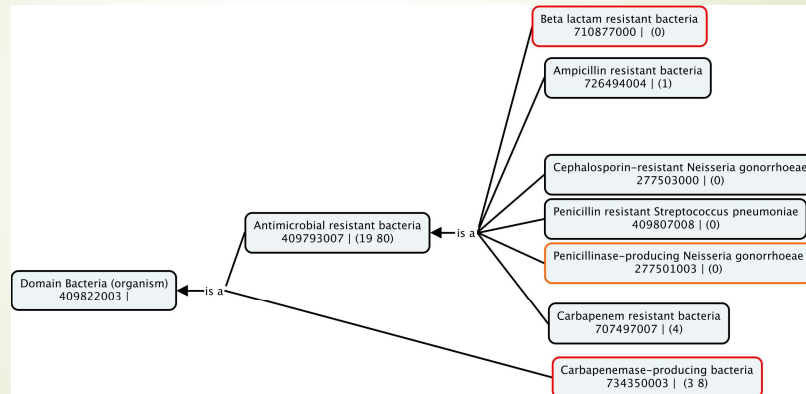 Beta lactam resistant bacteria
710877000 | (0)
Ampicillin resistant bacteria
726494004 | (1)
Cephalosporin-resistant Neisseria gonorrhoeae
277503000 | (0)
Antimicrobial resistant bacteria
409793007 | (19 80)
is a
Penicillin resistant Streptococcus pneumoniae
409807008 | (0)
Penicillinase-producing Neisseria gonorrhoeae
277501003 | (0)
Domain Bacteria (organism)
409822003 |
is a
Carbapenem resistant bacteria
707497007 | (4)
Carbapenemase-producing bacteria
734350003 | (3 8)